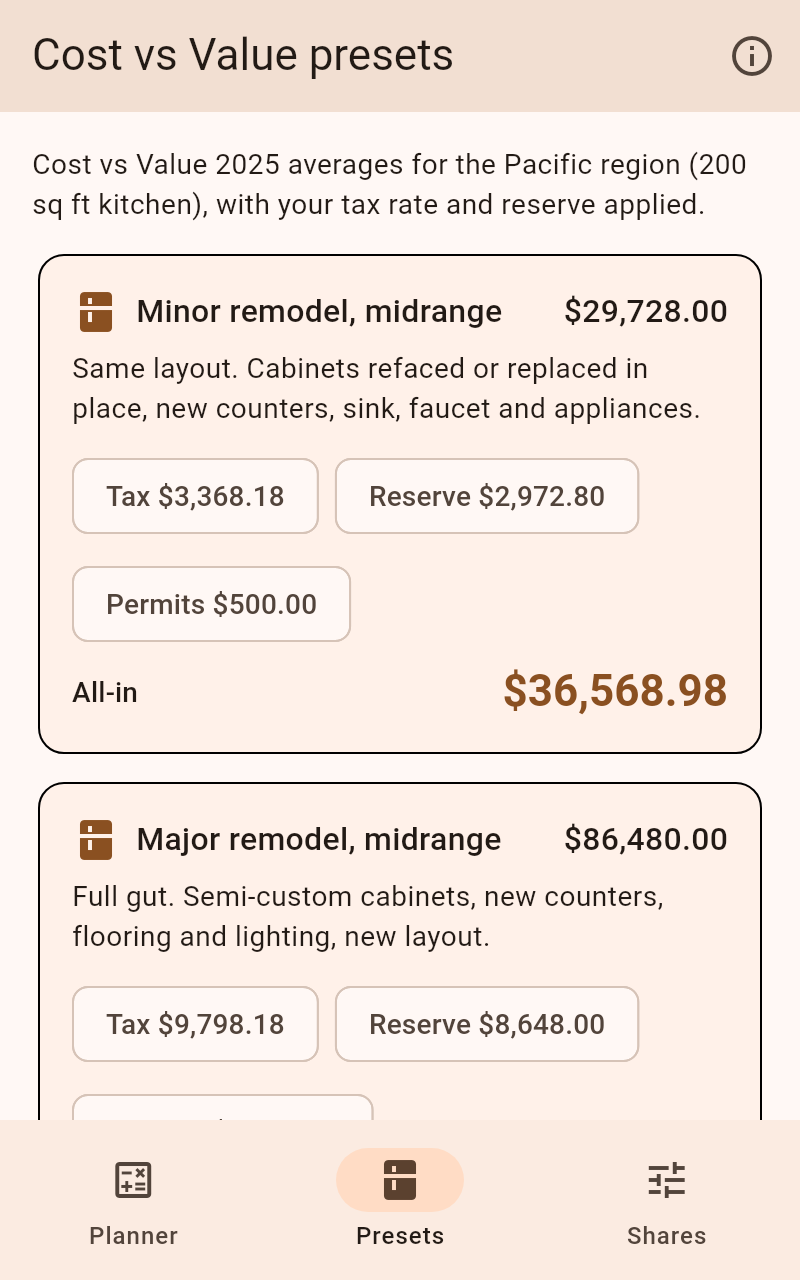 Cost vs Value presets
Cost vs Value 2025 averages for the Pacific region (200
sq ft kitchen), with your tax rate and reserve applied.
Minor remodel, midrange
$29,728.00
Same layout. Cabinets refaced or replaced in
place, new counters, sink, faucet and appliances.
Tax $3,368.18
Reserve $2,972.80
Permits $500.00
All-in
$36,568.98
Major remodel, midrange
$86,480.00
Full gut. Semi-custom cabinets, new counters,
flooring and lighting, new layout.
Tax $9,798.18
Reserve $8,648.00
Planner
Presets
Shares